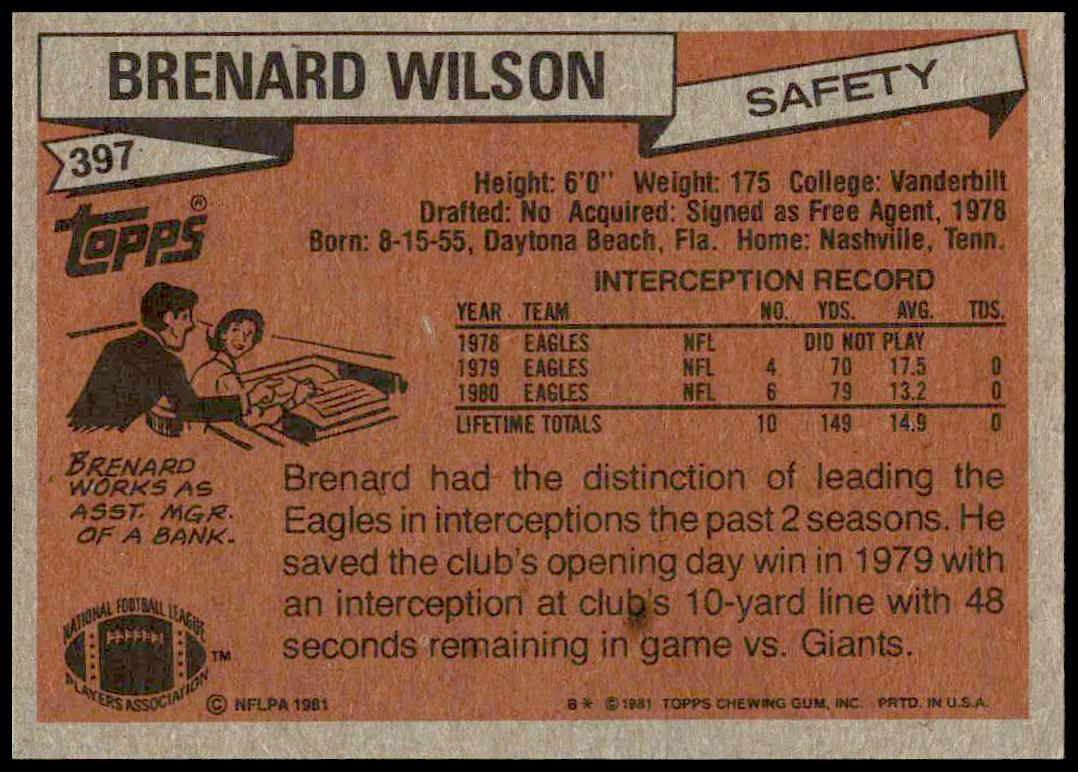 BRENARD WILSON
SAFETY
397
TOPPS®
Height: 6'0" Weight: 175 College: Vanderbilt
Drafted: No Acquired: Signed as Free Agent, 1978
Born: 8-15-55, Daytona Beach, Fla. Home: Nashville, Tenn.
INTERCEPTION RECORD
YEAR TEAM NO. YDS. AVG. TDS.
1978 EAGLES NFL DID NOT PLAY
1979 EAGLES NFL 4 70 17.5 0
1980 EAGLES NFL 6 79 13.2 0
LIFETIME TOTALS 10 149 14.9 0
BRENARD
WORKS AS
ASST. MGR.
OF A BANK.
Brenard had the distinction of leading the
Eagles in interceptions the past 2 seasons. He
saved the club's opening day win in 1979 with
an interception at club's 10-yard line with 48
seconds remaining in game vs. Giants.
NATIONAL FOOTBALL LEAGUE
PLAYERS ASSOCIATION
TM
© NFLPA 1981
B* © 1981 TOPPS CHEWING GUM, INC. PRTD. IN U.S.A.